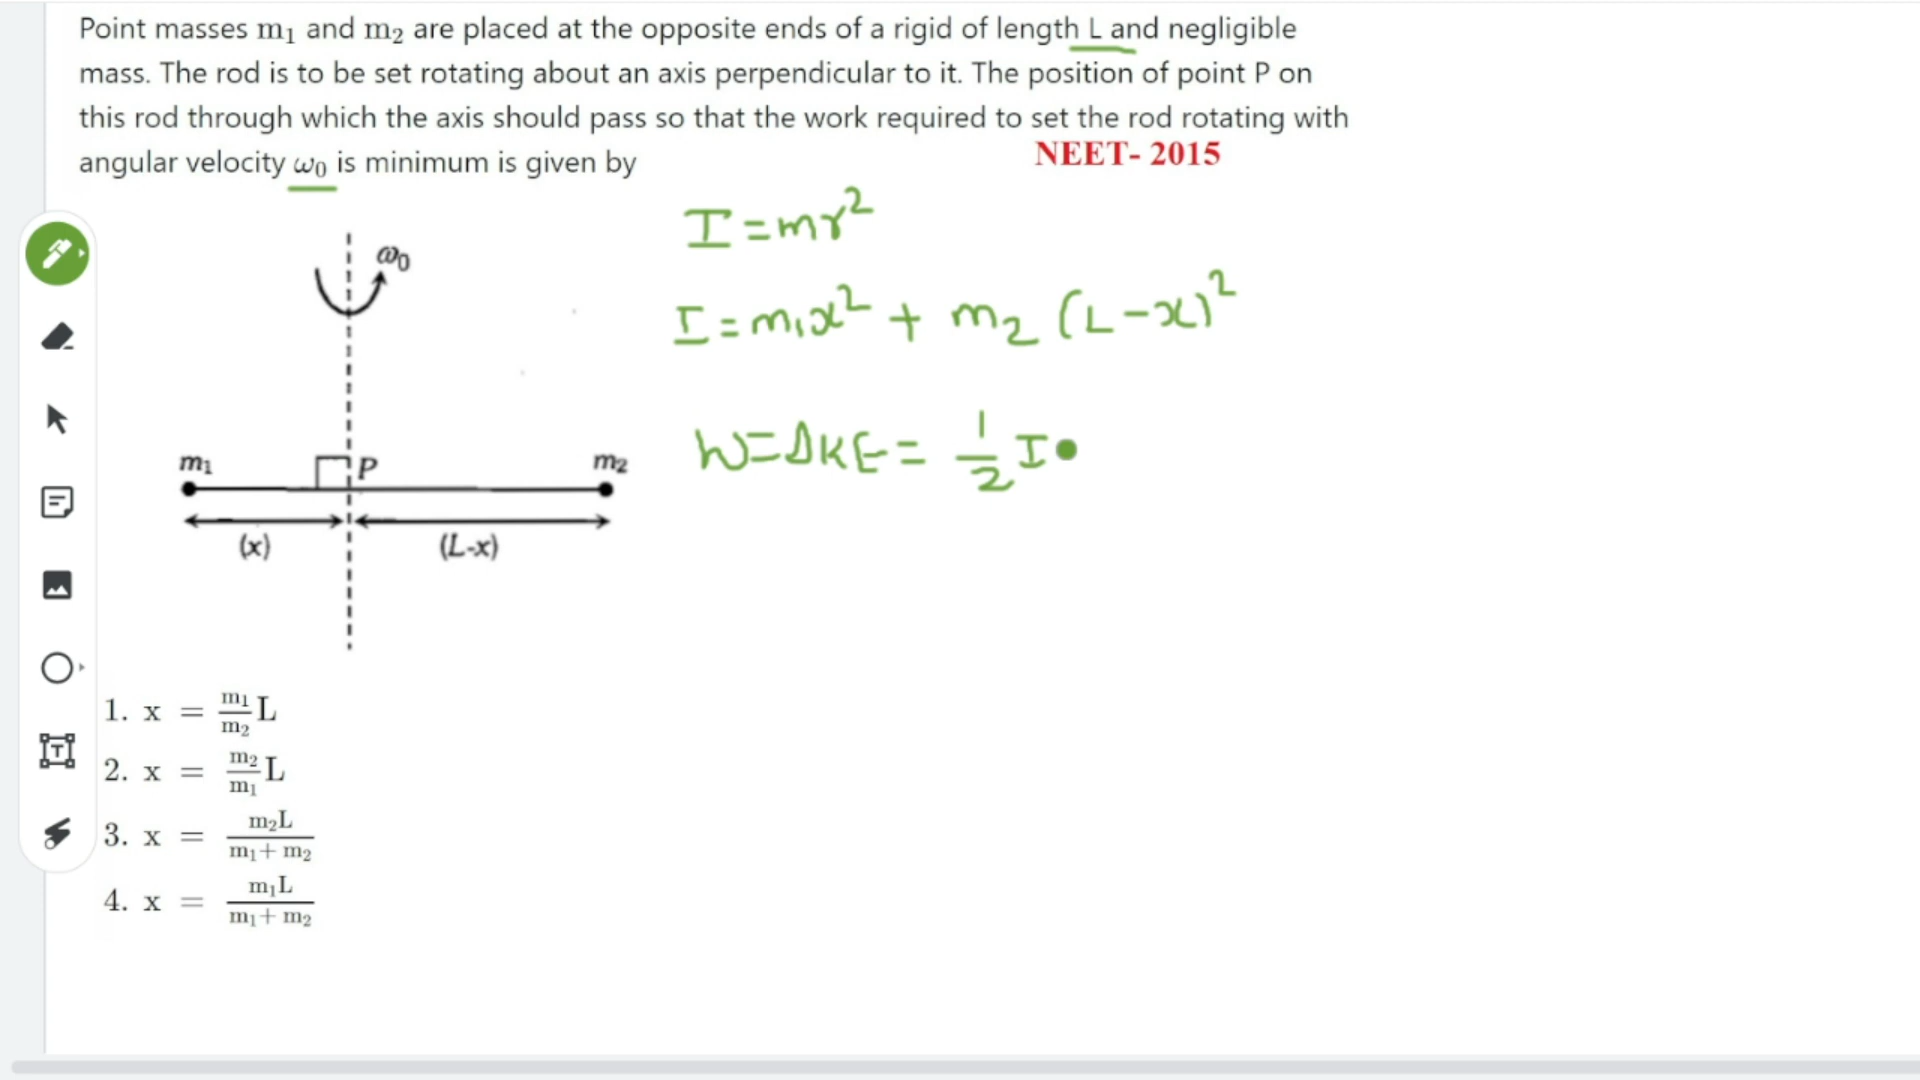 Point masses m₁ and m₂ are placed at the opposite ends of a rigid of length L and negligible
mass. The rod is to be set rotating about an axis perpendicular to it. The position of point P on
this rod through which the axis should pass so that the work required to set the rod rotating with
angular velocity ω₀ is minimum is given by
NEET- 2015
I = mr²
I = m₁x² + m₂ (L-x)²
W = ΔKE = 1/2 I
ω₀
m₁ P m₂
(x) (L-x)
1. x = m₁/m₂ L
2. x = m₂/m₁ L
3. x = m₂L/m₁+ m₂
4. x = m₁L/m₁+ m₂
T